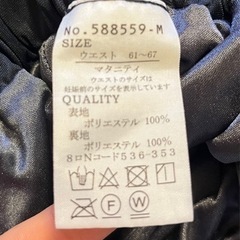 No.588559-M
SIZE
ウエスト 61~67
マタニティ
ウエストのサイズは
妊娠前のサイズを表示しています
QUALITY
表地
ポリエステル 100%
裏地
ポリエステル 100%
8ロNコード536-353
F
W